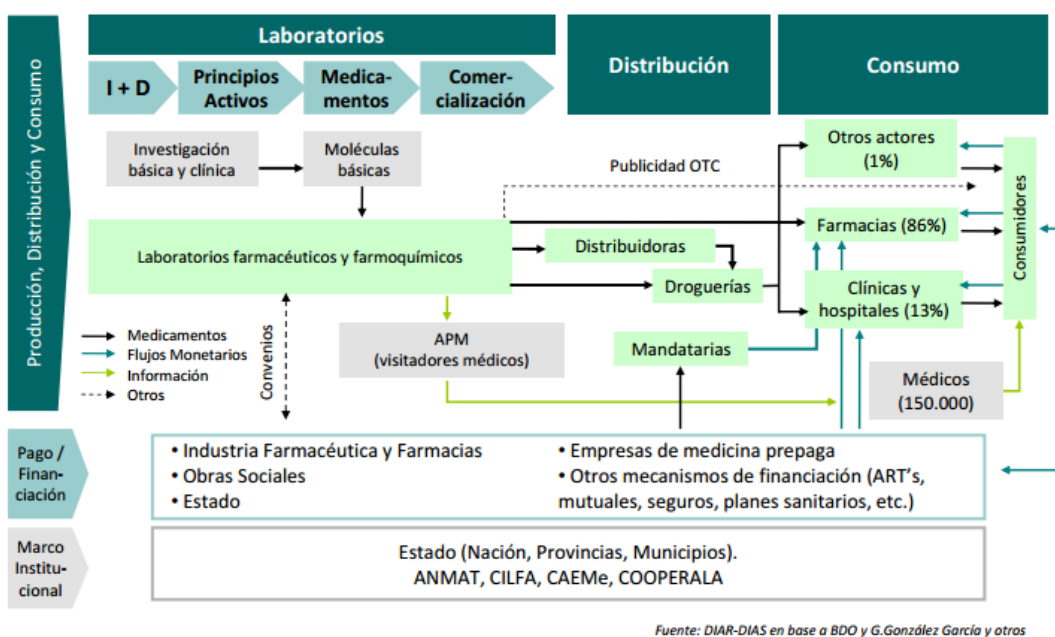 Producción, Distribución y Consumo
Laboratorios
Distribución
Consumo
I + D
Principios
Activos
Medica-
mentos
Comer-
cialización
Investigación
básica y clínica
Moléculas
básicas
Otros actores
(1%)
Publicidad OTC
Farmacias (86%)
Consumidores
Laboratorios farmacéuticos y farmoquímicos
Distribuidoras
Droguerías
Clínicas y
hospitales (13%)
Medicamentos
Flujos Monetarios
Información
Otros
Convenios
APM
(visitadores médicos)
Mandatarias
Médicos
(150.000)
Pago /
Finan-
ciación
• Industria Farmacéutica y Farmacias
• Obras Sociales
• Estado
• Empresas de medicina prepaga
• Otros mecanismos de financiación (ART's,
mutuales, seguros, planes sanitarios, etc.)
Marco
Institu-
cional
Estado (Nación, Provincias, Municipios).
ANMAT, CILFA, CAEMe, COOPERALA
Fuente: DIAR-DIAS en base a BDO y G.González García y otros